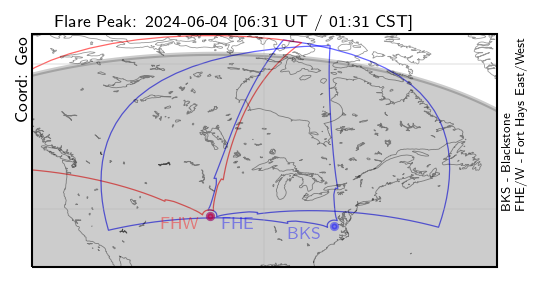 Flare Peak: 2024-06-04 [06:31 UT / 01:31 CST]
Coord: Geo
FHW
FHE
BKS
BKS - Blackstone
FHE/W - Fort Hays East/West